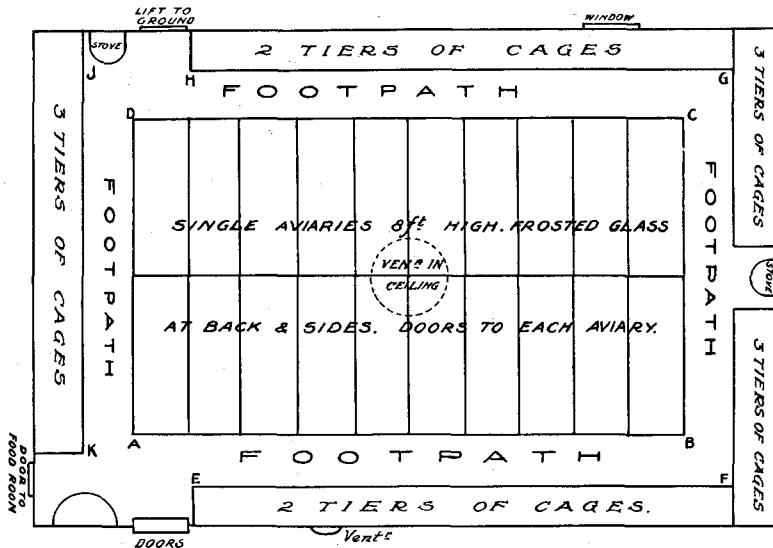 LIFT TO
GROUND
WINDOW
STOVE
2 TIERS OF CAGES
J
H
G
FOOTPATH
D
C
3 TIERS OF CAGES
FOOTPATH
3 TIERS OF CAGES
FOOTPATH
SINGLE AVIARIES 8ft HIGH. FROSTED GLASS
VENTS IN
CEILING
STOVE
AT BACK & SIDES. DOORS TO EACH AVIARY.
3 TIERS OF CAGES
A
B
K
FOOTPATH
DOOR TO
FOOD ROOM
E
F
2 TIERS OF CAGES.
DOORS
Vents